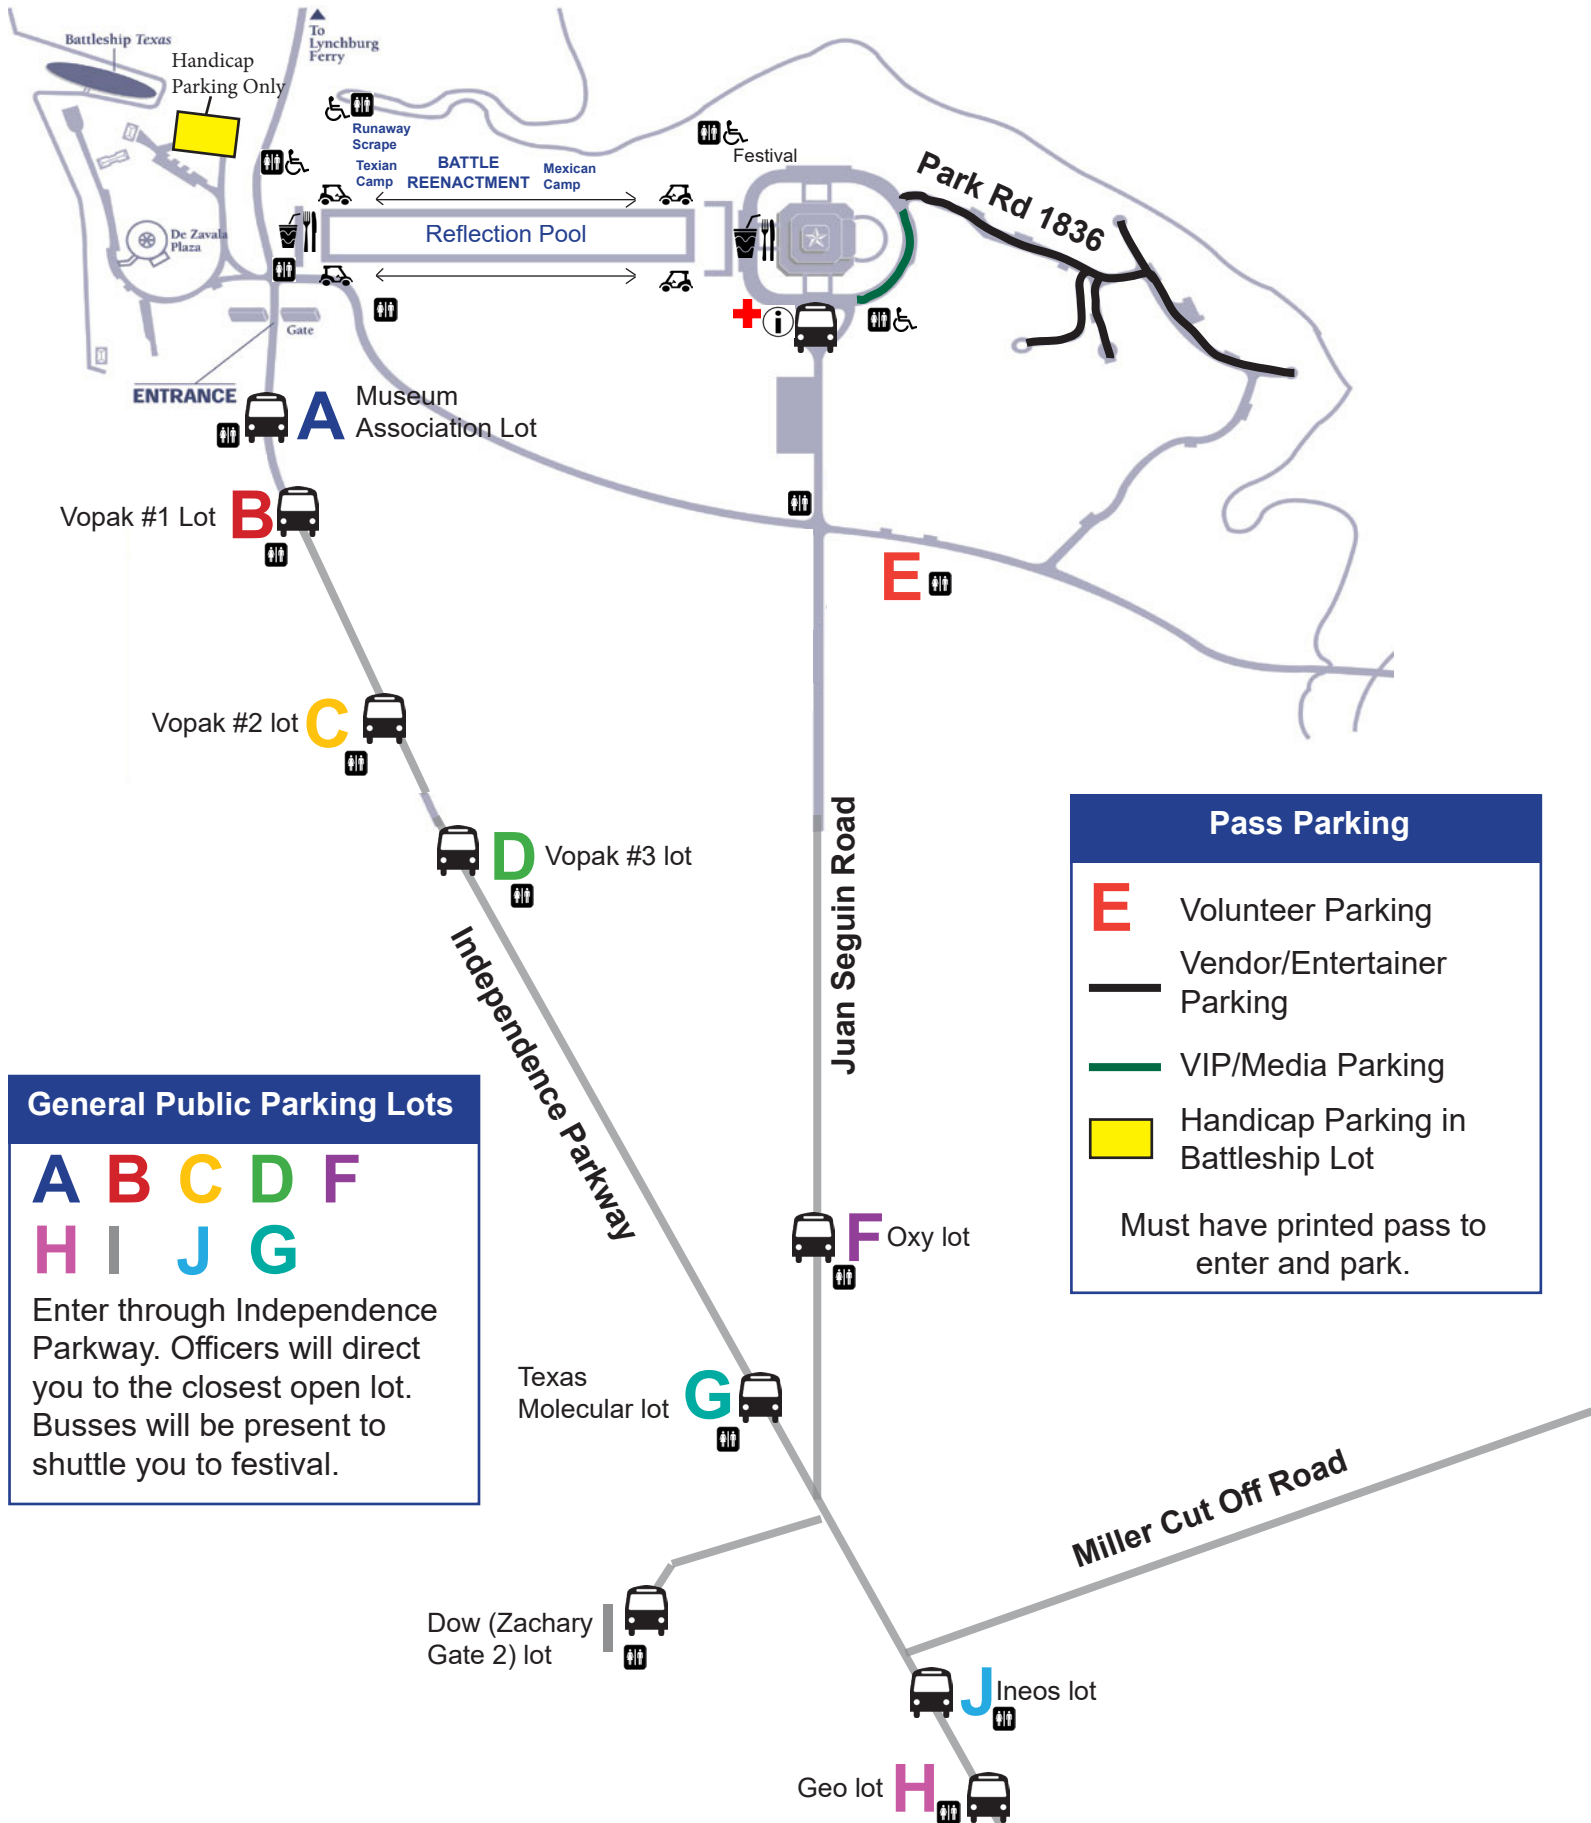 Battleship Texas
To
Lynchburg
Ferry
Handicap
Parking Only
Runaway
Scrape
Texian
Camp
BATTLE
REENACTMENT
Mexican
Camp
Festival
Park Rd 1836
Reflection Pool
De Zavala
Plaza
i
Gate
ENTRANCE
A
Museum
Association Lot
Vopak #1 Lot
B
E
Vopak #2 lot
C
D
Vopak #3 lot
Independence Parkway
Juan Seguin Road
Pass Parking
E
Volunteer Parking
Vendor/Entertainer
Parking
VIP/Media Parking
Handicap Parking in
Battleship Lot
Must have printed pass to
enter and park.
General Public Parking Lots
A B C D F
H I J G
Enter through Independence
Parkway. Officers will direct
you to the closest open lot.
Busses will be present to
shuttle you to festival.
F
Oxy lot
Texas
Molecular lot
G
Miller Cut Off Road
Dow (Zachary
Gate 2) lot
I
J
Ineos lot
Geo lot
H